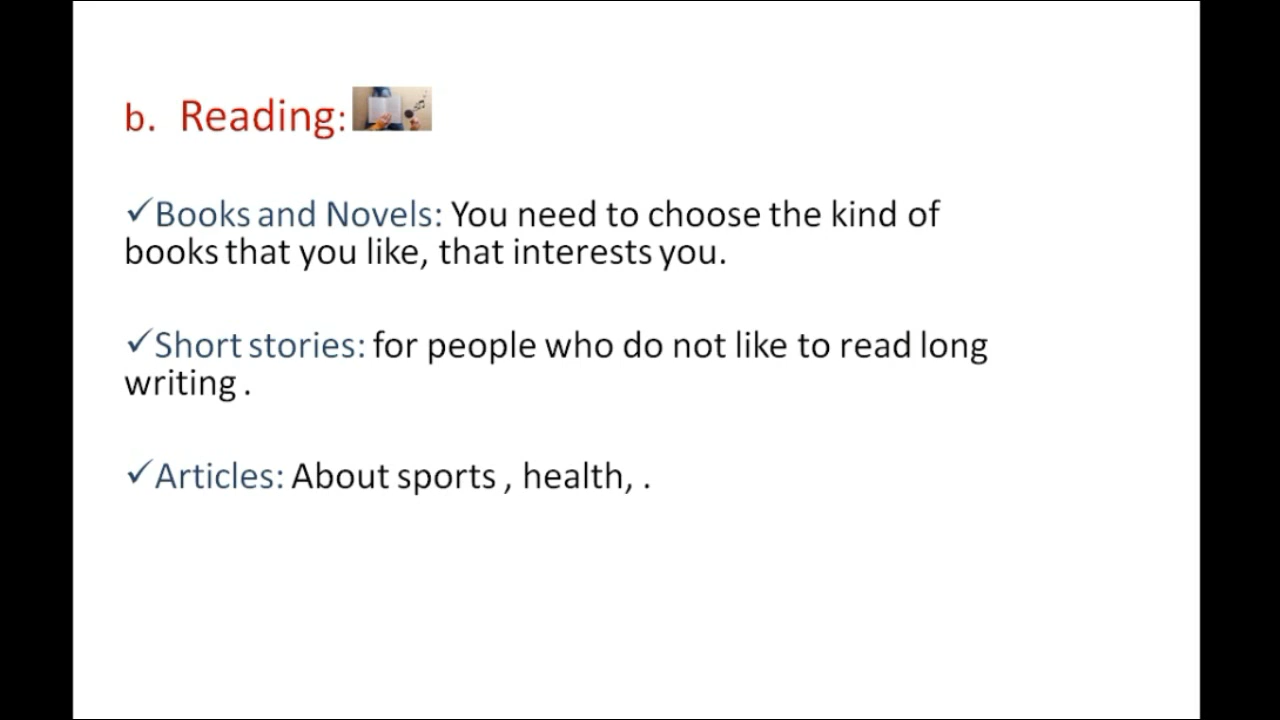 b. Reading:
✓Books and Novels: You need to choose the kind of
books that you like, that interests you.
✓Short stories: for people who do not like to read long
writing .
✓Articles: About sports , health, .